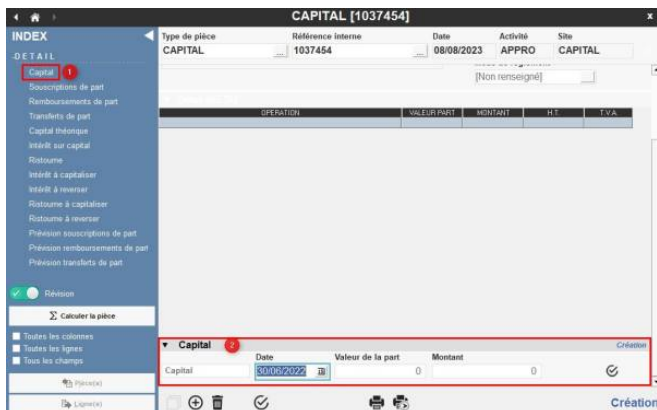 CAPITAL [1037454]
x
INDEX
Type de pièce
Référence interne
Date
Activité
Site
CAPITAL
...
1037454
...
08/08/2023
APPRO
CAPITAL
DETAIL
Capital
1
[Non renseigné]
Souscriptions de part
Remboursements de part
Transferts de part
Capital théorique
Intérêt sur capital
Ristourne
Intérêt à capitaliser
Intérêt à reverser
Ristourne à capitaliser
Ristourne à reverser
Prévision souscriptions de part
Prévision remboursements de part
Prévision transferts de part
OPERATION
VALEUR PART
MONTANT
H.T.
T.V.A.
Révision
Σ Calculer la pièce
Toutes les colonnes
Toutes les lignes
Tous les champs
Pièce(s)
Ligne(s)
Capital
2
Création
Date
Valeur de la part
Montant
Capital
30/06/2022
0
0
Création